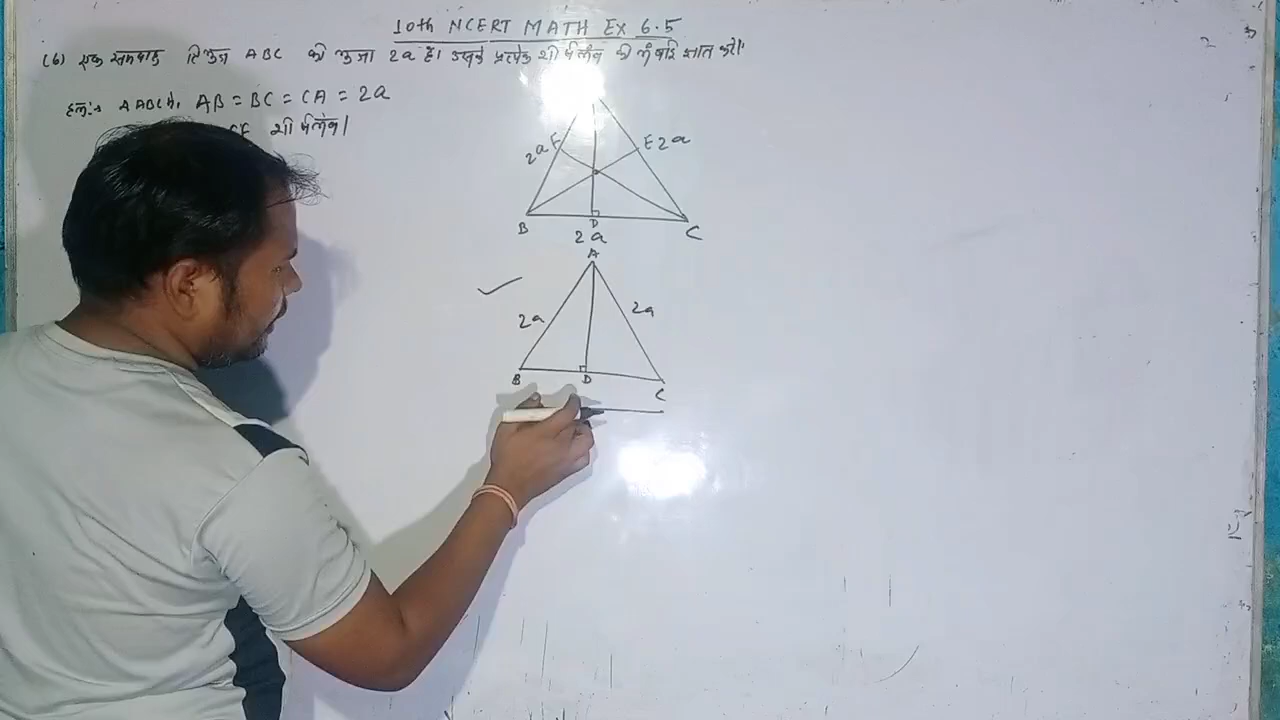 10th NCERT MATH EX 6.5
(6) एक समबाहु त्रिभुज ABC की भुजा 2a है। उसके प्रत्येक शीर्षलंब की लंबाई ज्ञात करें।
हल:→ ΔABC में, AB = BC = CA = 2a
CF शीर्षलंब।
2a F E 2a
B D C
2a
A
2a 2a
B D C